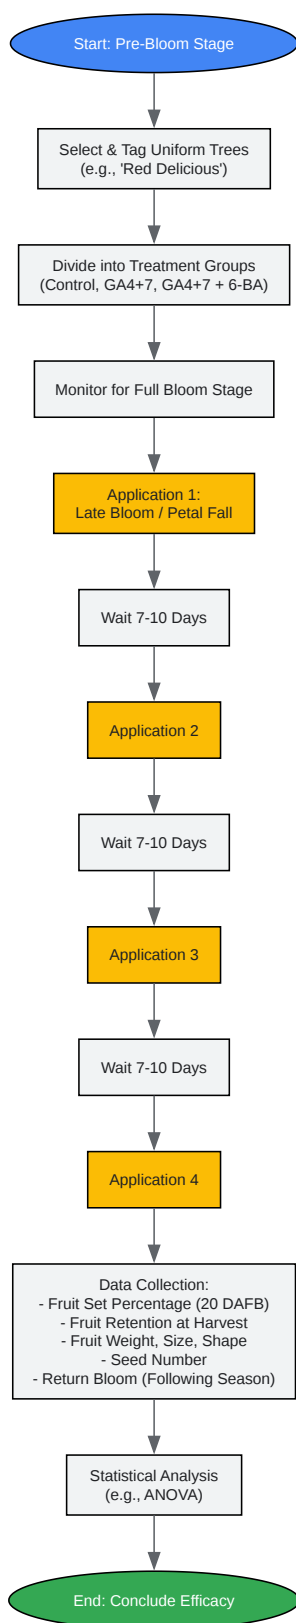 Start: Pre-Bloom Stage
Select & Tag Uniform Trees
(e.g., 'Red Delicious')
Divide into Treatment Groups
(Control, GA4+7, GA4+7 + 6-BA)
Monitor for Full Bloom Stage
Application 1:
Late Bloom / Petal Fall
Wait 7-10 Days
Application 2
Wait 7-10 Days
Application 3
Wait 7-10 Days
Application 4
Data Collection:
- Fruit Set Percentage (20 DAFB)
- Fruit Retention at Harvest
- Fruit Weight, Size, Shape
- Seed Number
- Return Bloom (Following Season)
Statistical Analysis
(e.g., ANOVA)
End: Conclude Efficacy